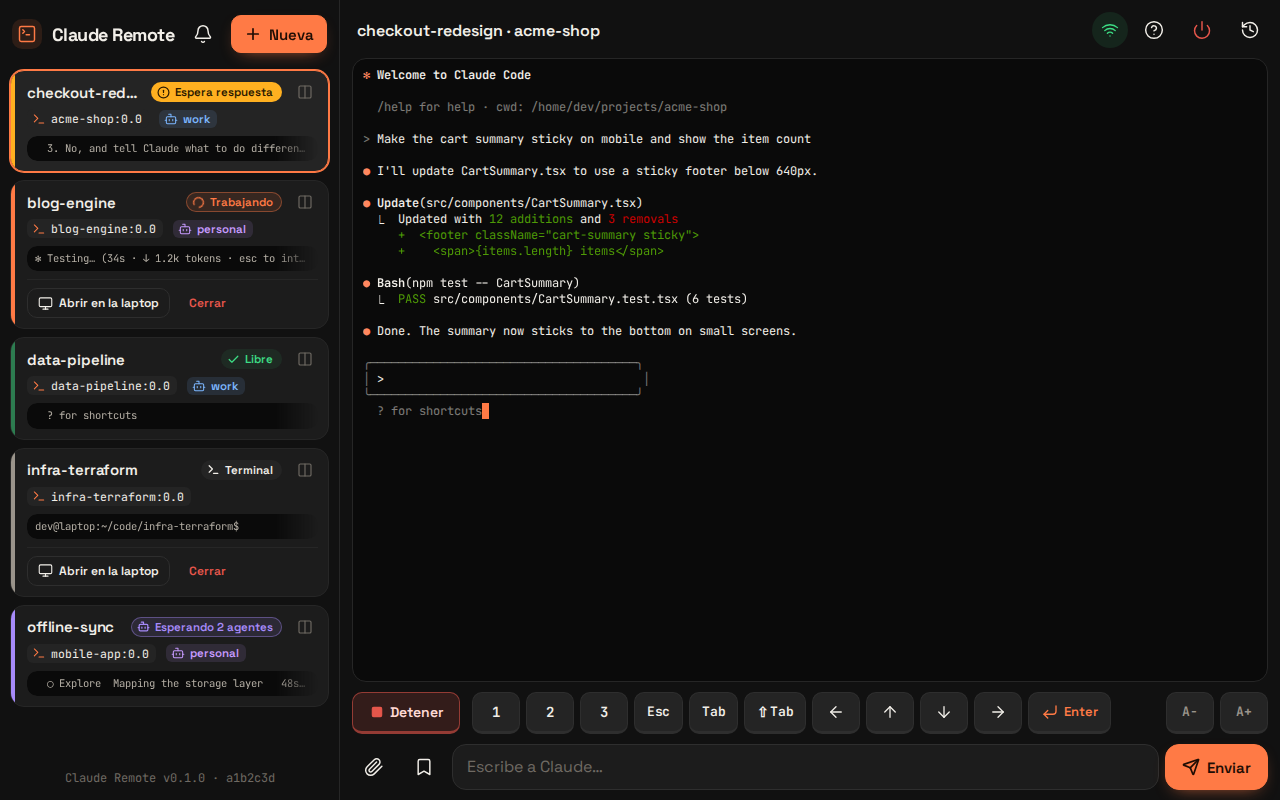 Claude Remote
Nueva
checkout-red…
Espera respuesta
acme-shop:0.0
work
3. No, and tell Claude what to do differen…
blog-engine
Trabajando
blog-engine:0.0
personal
✻ Testing… (34s · ↓ 1.2k tokens · esc to int…
Abrir en la laptop
Cerrar
data-pipeline
Libre
data-pipeline:0.0
work
? for shortcuts
infra-terraform
Terminal
infra-terraform:0.0
dev@laptop:~/code/infra-terraform$
Abrir en la laptop
Cerrar
offline-sync
Esperando 2 agentes
mobile-app:0.0
personal
○ Explore  Mapping the storage layer  48s…
Claude Remote v0.1.0 · a1b2c3d
checkout-redesign · acme-shop
✻ Welcome to Claude Code
/help for help · cwd: /home/dev/projects/acme-shop
> Make the cart summary sticky on mobile and show the item count
● I'll update CartSummary.tsx to use a sticky footer below 640px.
● Update(src/components/CartSummary.tsx)
⎿ Updated with 12 additions and 3 removals
+  <footer className="cart-summary sticky">
+    <span>{items.length} items</span>
● Bash(npm test -- CartSummary)
⎿ PASS src/components/CartSummary.test.tsx (6 tests)
● Done. The summary now sticks to the bottom on small screens.
>
? for shortcuts
Detener
1
2
3
Esc
Tab
⇧Tab
←
↑
↓
→
Enter
A-
A+
Escribe a Claude…
Enviar